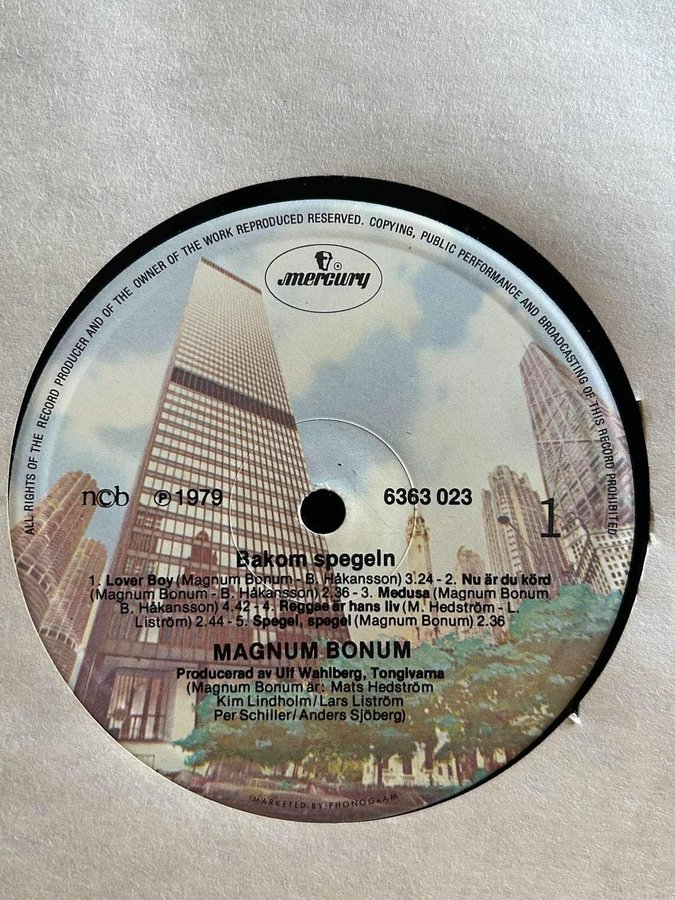 ALL RIGHTS OF THE RECORD PRODUCER AND OF THE OWNER OF THE WORK REPRODUCED RESERVED. COPYING, PUBLIC PERFORMANCE AND BROADCASTING OF THIS RECORD PROHIBITED
mercury
ncb ℗ 1979 6363 023 1
Bakom spegeln
1. Lover Boy (Magnum Bonum - B. Håkansson) 3.24 - 2. Nu är du körd
(Magnum Bonum - B. Håkansson) 2.36 - 3. Medusa (Magnum Bonum
B. Håkansson) 4.42 - 4. Reggae är hans liv (M. Hedström - L.
Liström) 2.44 - 5. Spegel, spegel (Magnum Bonum) 2.36
MAGNUM BONUM
Producerad av Ulf Wahlberg, Tongivarna
(Magnum Bonum är: Mats Hedström
Kim Lindholm/Lars Liström
Per Schiller/Anders Sjöberg)
MARKETED BY PHONOGRAM